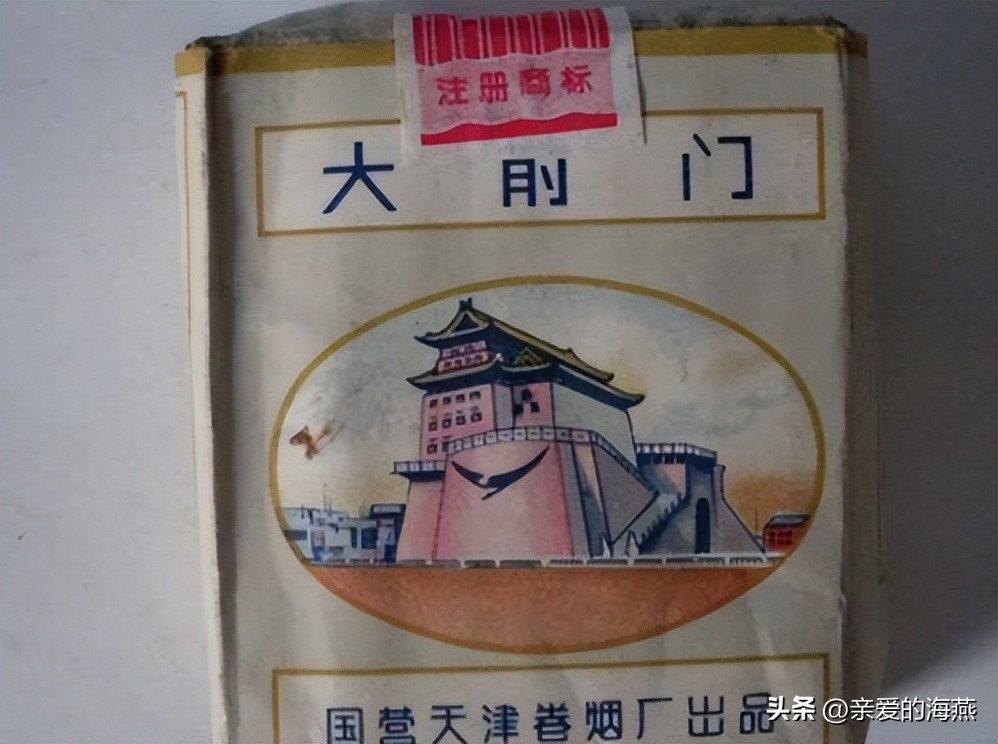 注册商标
大前门
国营天津卷烟厂出品
头条 @亲爱的海燕